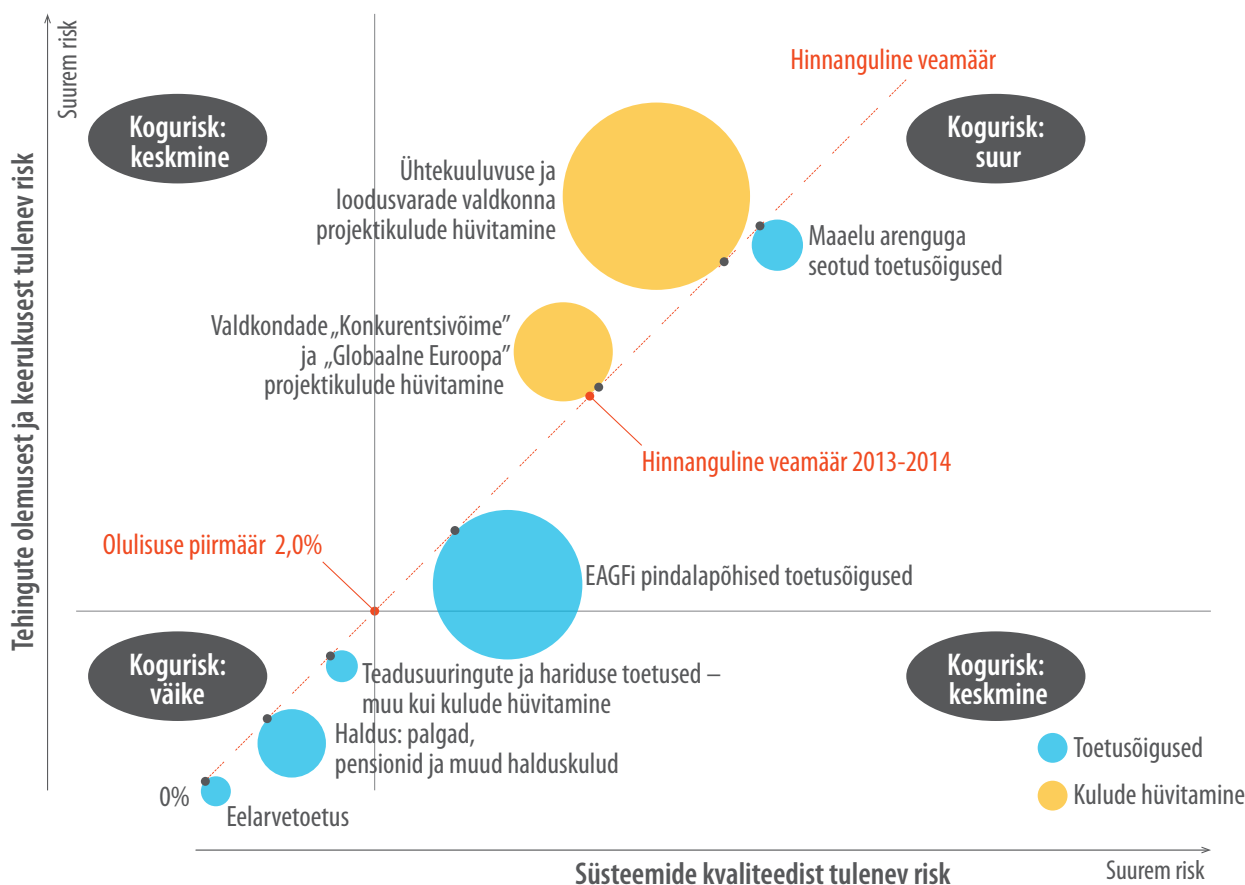 Tehingute olemusest ja keerukusest tulenev risk
Suurem risk
Kogurisk:
keskmine
Hinnanguline veamäär
Kogurisk:
suur
Ühtekuuluvuse ja
loodusvarade valdkonna
projektikulude hüvitamine
Maaelu arenguga
seotud toetusõigused
Valdkondade „Konkurentsivõime”
ja „Globaalne Euroopa”
projektikulude hüvitamine
Hinnanguline veamäär 2013-2014
Olulisuse piirmäär 2,0%
EAGFi pindalapõhised toetusõigused
Kogurisk:
väike
Teadusuuringute ja hariduse toetused –
muu kui kulude hüvitamine
Kogurisk:
keskmine
Haldus: palgad,
pensionid ja muud halduskulud
0%
Eelarvetoetus
Toetusõigused
Kulude hüvitamine
Süsteemide kvaliteedist tulenev risk
Suurem risk